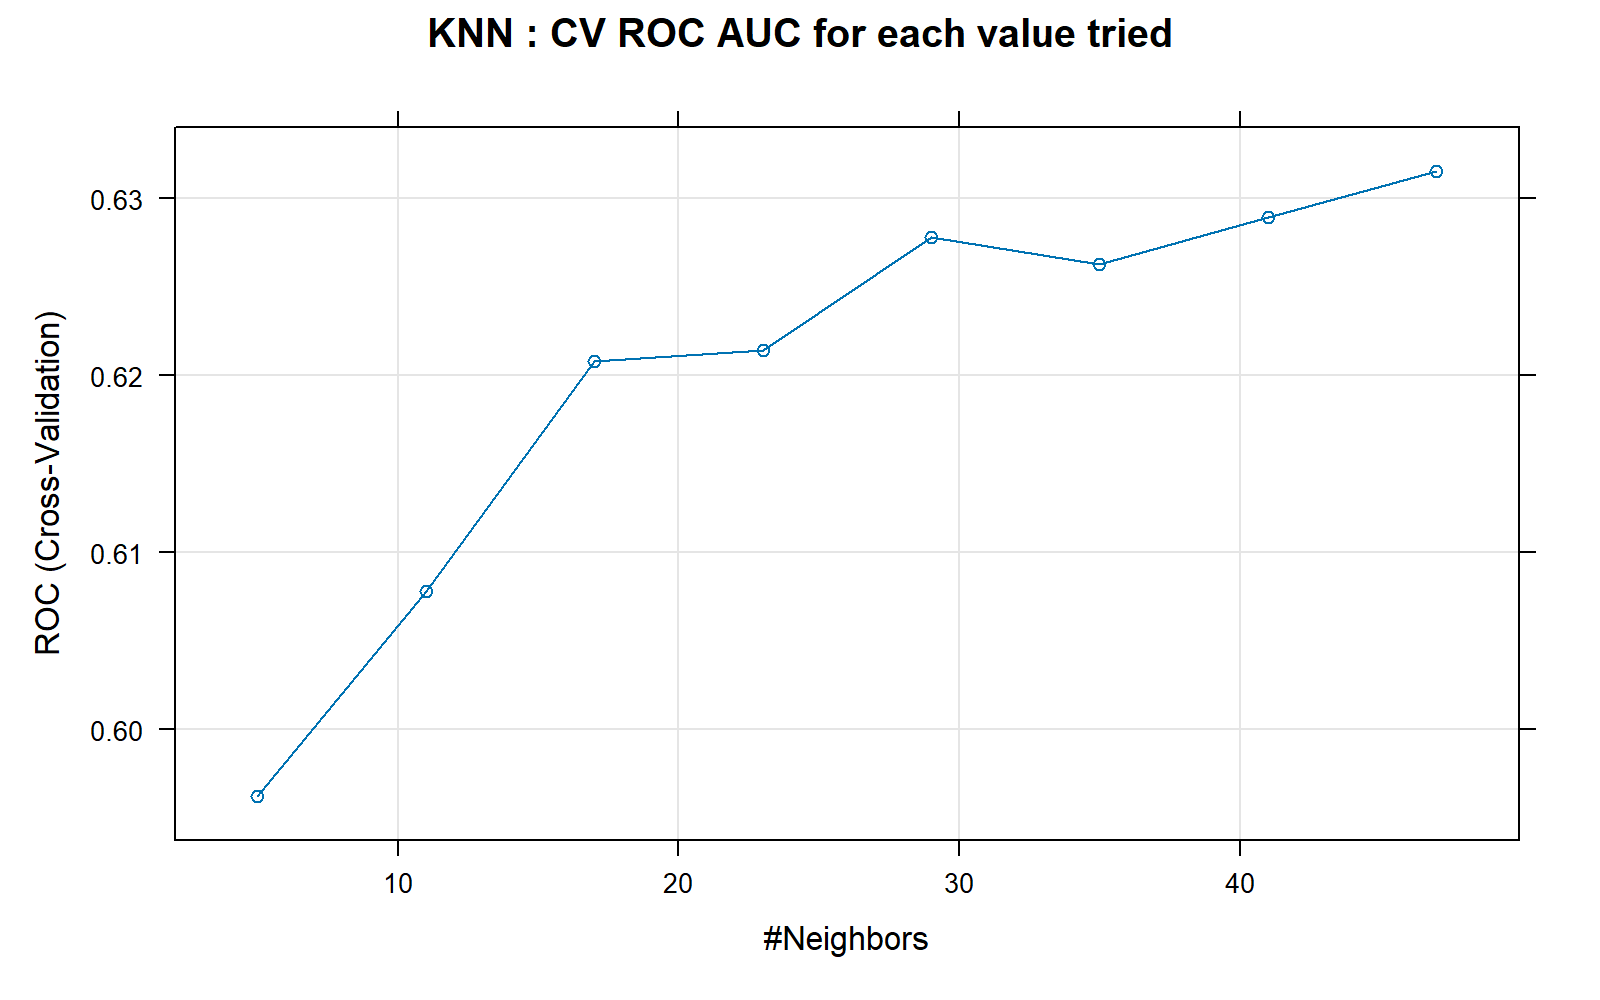 KNN : CV ROC AUC for each value tried
ROC (Cross-Validation)
0.63
0.62
0.61
0.60
10 20 30 40
#Neighbors